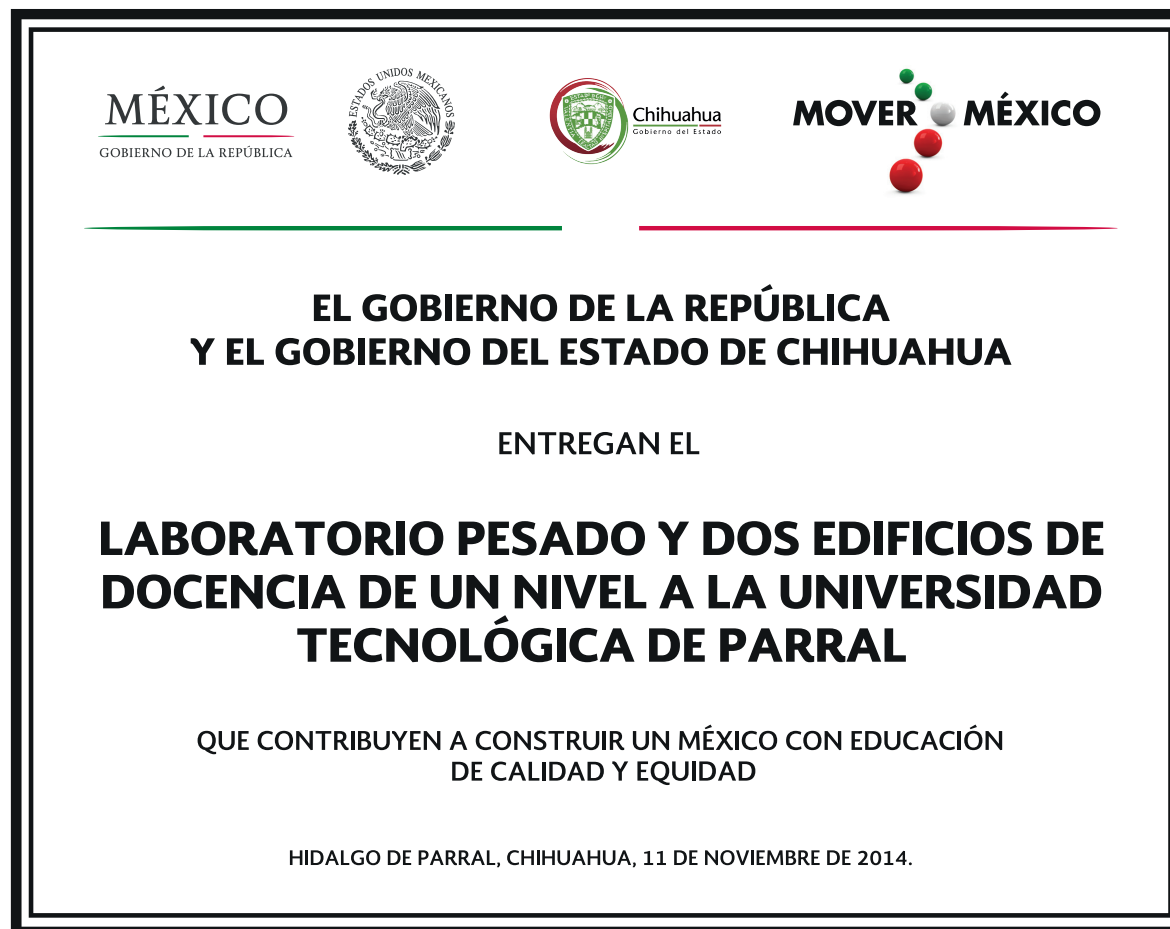 MÉXICO
GOBIERNO DE LA REPÚBLICA
ESTADOS UNIDOS MEXICANOS
Chihuahua
Gobierno del Estado
MOVER MÉXICO
EL GOBIERNO DE LA REPÚBLICA
Y EL GOBIERNO DEL ESTADO DE CHIHUAHUA
ENTREGAN EL
LABORATORIO PESADO Y DOS EDIFICIOS DE
DOCENCIA DE UN NIVEL A LA UNIVERSIDAD
TECNOLÓGICA DE PARRAL
QUE CONTRIBUYEN A CONSTRUIR UN MÉXICO CON EDUCACIÓN
DE CALIDAD Y EQUIDAD
HIDALGO DE PARRAL, CHIHUAHUA, 11 DE NOVIEMBRE DE 2014.